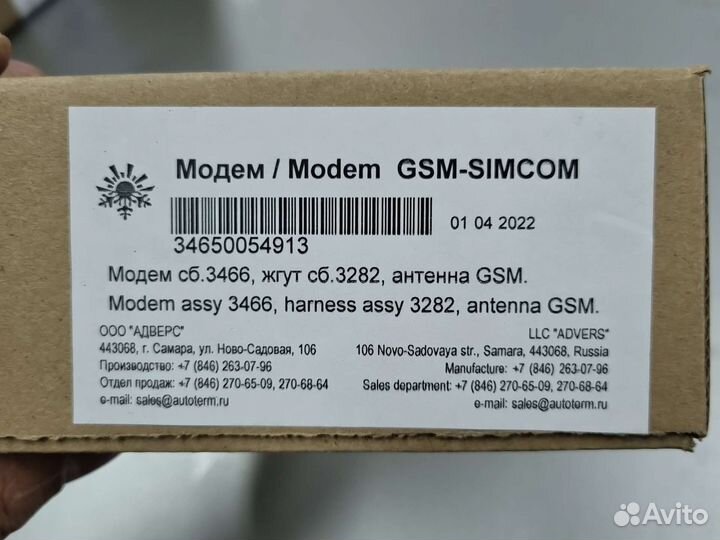 Модем / Modem GSM-SIMCOM
01 04 2022
34650054913
Модем сб.3466, жгут сб.3282, антенна GSM.
Modem assy 3466, harness assy 3282, antenna GSM.
ООО "АДВЕРС"
443068, г. Самара, ул. Ново-Садовая, 106
Производство: +7 (846) 263-07-96
Отдел продаж: +7 (846) 270-65-09, 270-68-64
e-mail: sales@autoterm.ru
LLC "ADVERS"
106 Novo-Sadovaya str., Samara, 443068, Russia
Manufacture: +7 (846) 263-07-96
Sales department: +7 (846) 270-65-09, 270-68-64
e-mail: sales@autoterm.ru
Avito